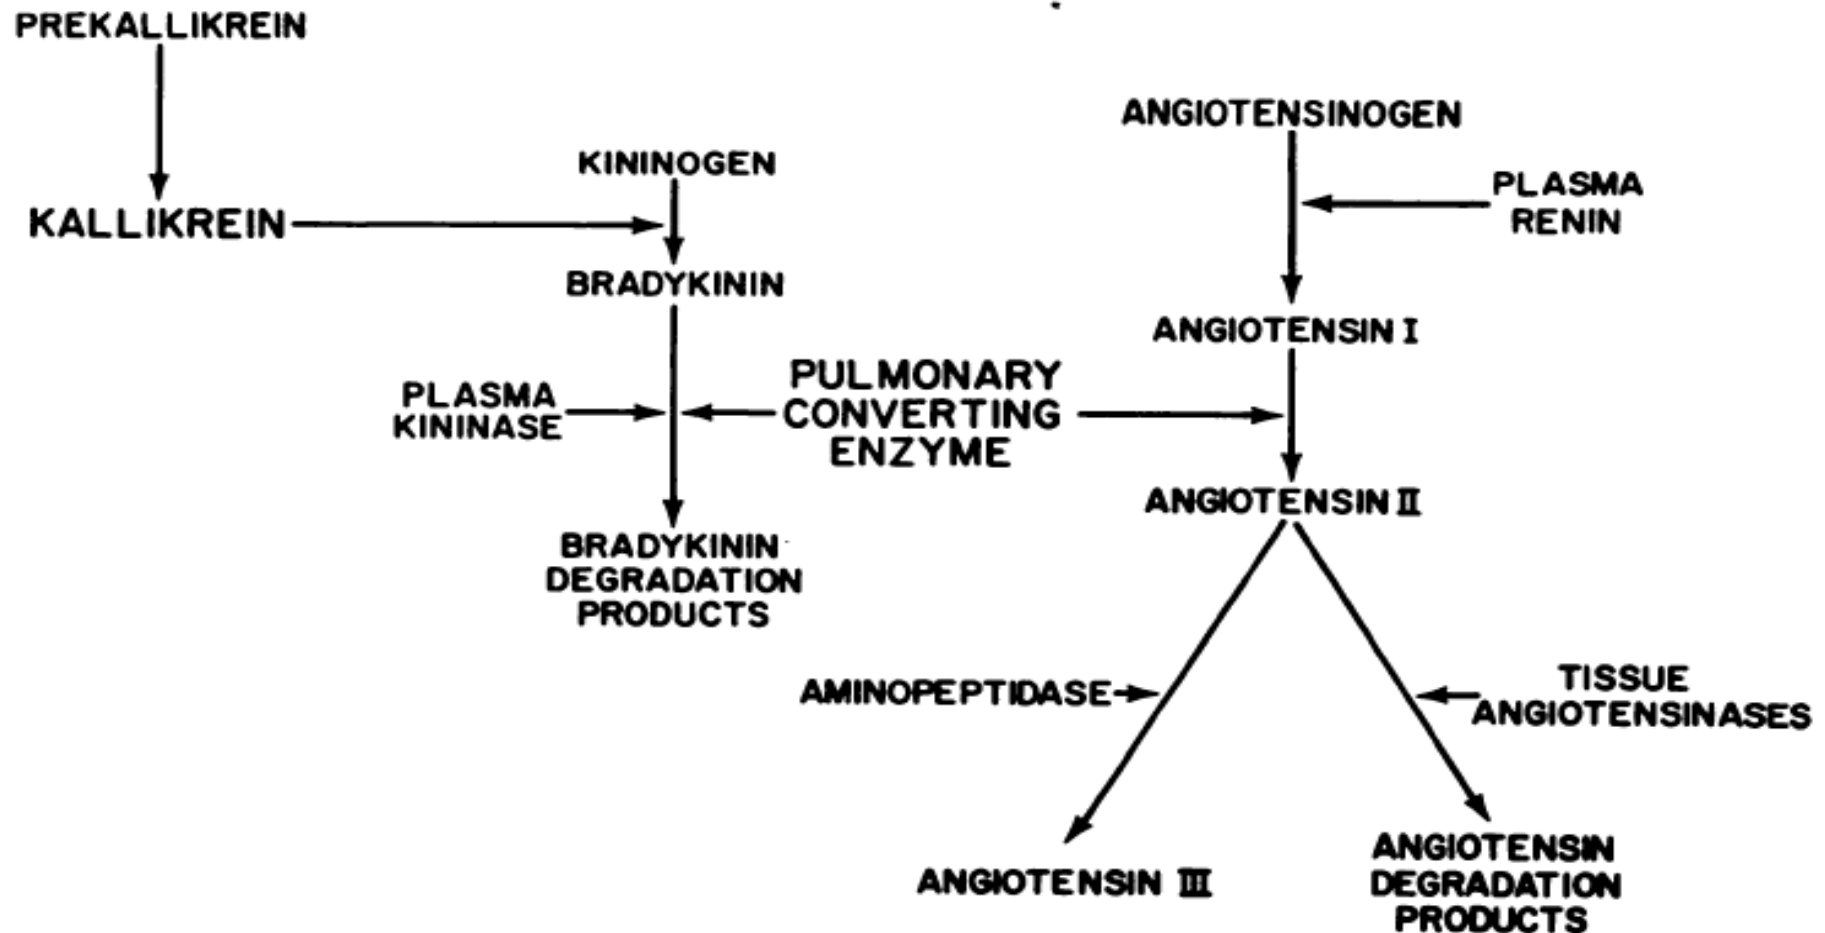 PREKALLIKREIN
KALLIKREIN
KININOGEN
BRADYKININ
PLASMA
KININASE
PULMONARY
CONVERTING
ENZYME
BRADYKININ
DEGRADATION
PRODUCTS
ANGIOTENSINOGEN
PLASMA
RENIN
ANGIOTENSIN I
ANGIOTENSIN II
AMINOPEPTIDASE
TISSUE
ANGIOTENSINASES
ANGIOTENSIN III
ANGIOTENSIN
DEGRADATION
PRODUCTS